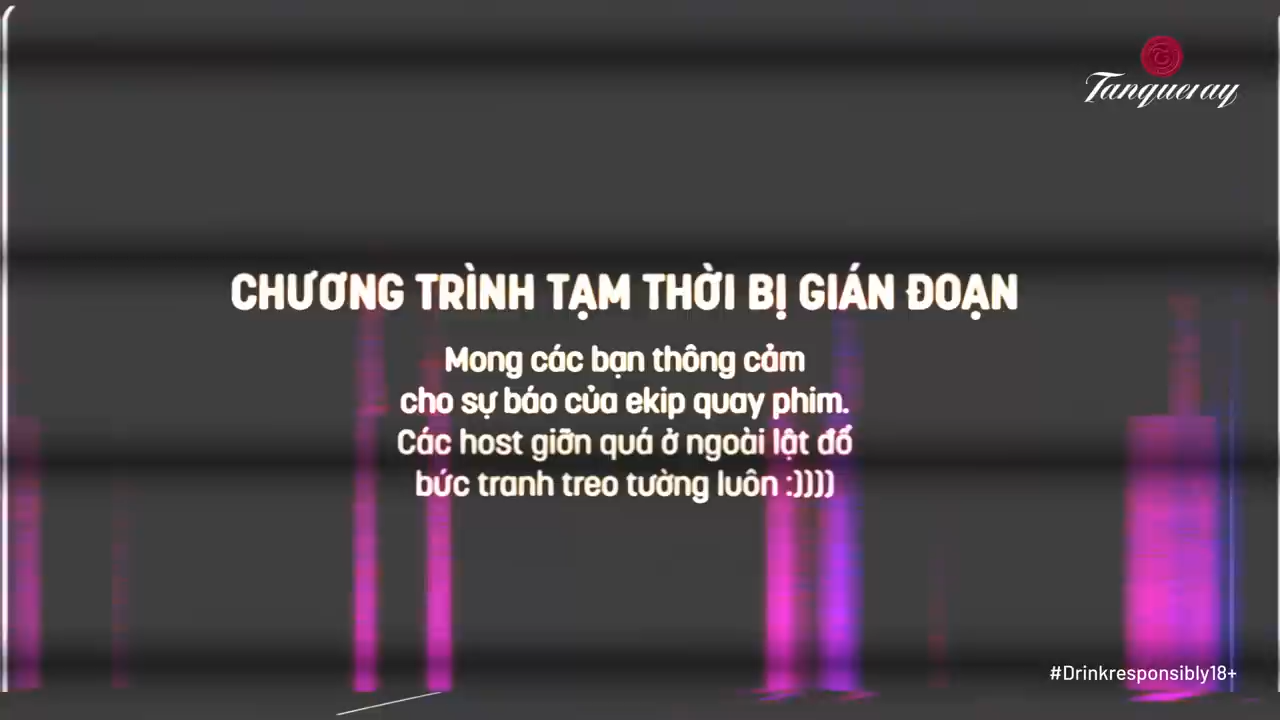 Tanqueray
CHƯƠNG TRÌNH TẠM THỜI BỊ GIÁN ĐOẠN
Mong các bạn thông cảm
cho sự báo của ekip quay phim.
Các host giỡn quá ở ngoài lật đổ
bức tranh treo tường luôn :))))
#Drinkresponsibly18+